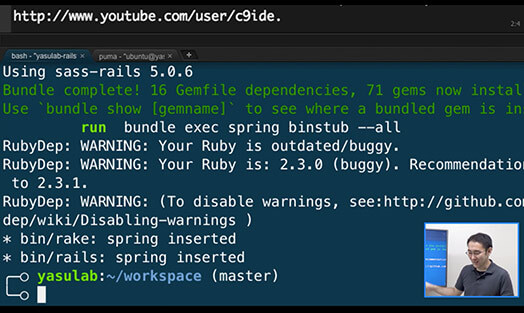 http://www.youtube.com/user/c9ide.
2:4
bash - "yasulab-rails
puma - "ubuntu@yas
Using sass-rails 5.0.6
Bundle complete! 16 Gemfile dependencies, 71 gems now instal
Use `bundle show [gemname]` to see where a bundled gem is in
run bundle exec spring binstub --all
RubyDep: WARNING: Your Ruby is outdated/buggy.
RubyDep: WARNING: Your Ruby is: 2.3.0 (buggy). Recommendation
to 2.3.1.
RubyDep: WARNING: (To disable warnings, see:http://github.com
dep/wiki/Disabling-warnings )
* bin/rake: spring inserted
* bin/rails: spring inserted
yasulab:~/workspace (master)